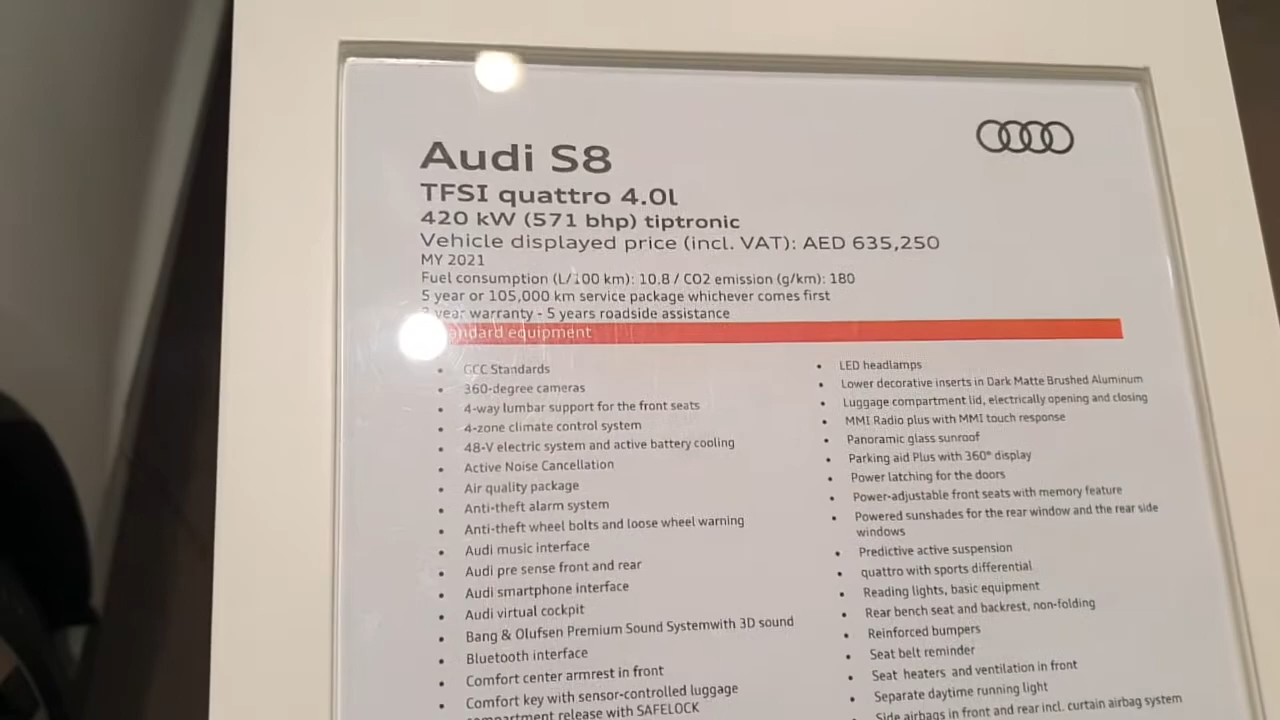 Audi S8
TFSI quattro 4.0l
420 kW (571 bhp) tiptronic
Vehicle displayed price (incl. VAT): AED 635,250
MY 2021
Fuel consumption (L/100 km): 10.8 / CO2 emission (g/km): 180
5 year or 105,000 km service package whichever comes first
year warranty - 5 years roadside assistance
equipment
• GCC Standards
• 360-degree cameras
• 4-way lumbar support for the front seats
• 4-zone climate control system
• 48-V electric system and active battery cooling
• Active Noise Cancellation
• Air quality package
• Anti-theft alarm system
• Anti-theft wheel bolts and loose wheel warning
• Audi music interface
• Audi pre sense front and rear
• Audi smartphone interface
• Audi virtual cockpit
• Bang & Olufsen Premium Sound Systemwith 3D sound
• Bluetooth interface
• Comfort center armrest in front
• Comfort key with sensor-controlled luggage
compartment release with SAFELOCK
• LED headlamps
• Lower decorative inserts in Dark Matte Brushed Aluminum
• Luggage compartment lid, electrically opening and closing
• MMI Radio plus with MMI touch response
• Panoramic glass sunroof
• Parking aid Plus with 360° display
• Power latching for the doors
• Power-adjustable front seats with memory feature
• Powered sunshades for the rear window and the rear side
windows
• Predictive active suspension
• quattro with sports differential
• Reading lights, basic equipment
• Rear bench seat and backrest, non-folding
• Reinforced bumpers
• Seat belt reminder
• Seat heaters and ventilation in front
• Separate daytime running light
• Side airbags in front and rear incl. curtain airbag system